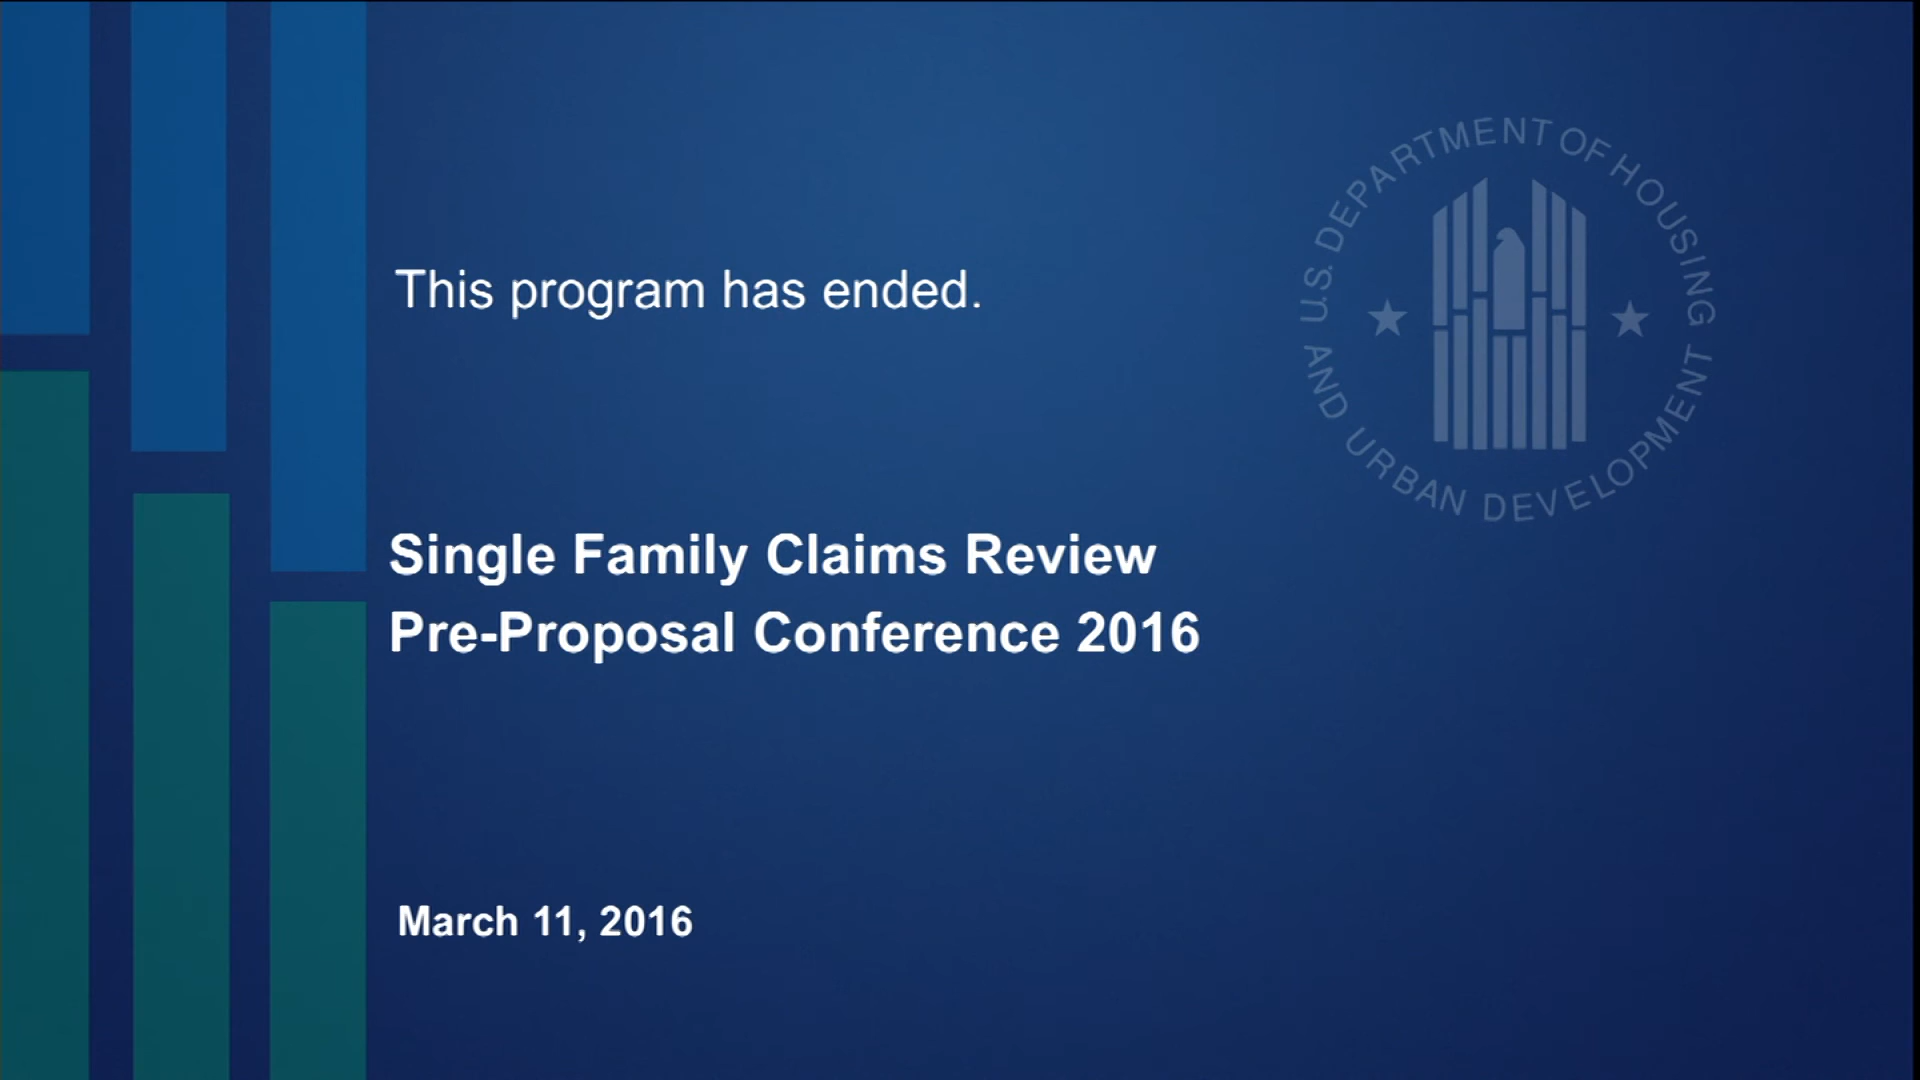 This program has ended.
U.S. DEPARTMENT OF HOUSING
AND URBAN DEVELOPMENT
Single Family Claims Review
Pre-Proposal Conference 2016
March 11, 2016